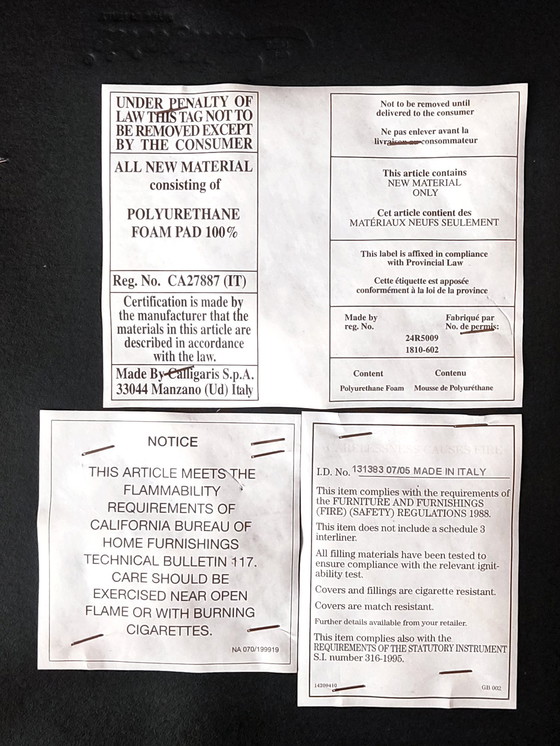 UNDER PENALTY OF
LAW THIS TAG NOT TO
BE REMOVED EXCEPT
BY THE CONSUMER
ALL NEW MATERIAL
consisting of
POLYURETHANE
FOAM PAD 100%
Reg. No. CA27887 (IT)
Certification is made by
the manufacturer that the
materials in this article are
described in accordance
with the law.
Made By Calligaris S.p.A.
33044 Manzano (Ud) Italy
Not to be removed until
delivered to the consumer
Ne pas enlever avant la
livraison au consommateur
This article contains
NEW MATERIAL
ONLY
Cet article contient des
MATÉRIAUX NEUFS SEULEMENT
This label is affixed in compliance
with Provincial Law
Cette étiquette est apposée
conformément à la loi de la province
Made by Fabriqué par
reg. No. No. de permis:
24R5009
1810-602
Content Contenu
Polyurethane Foam Mousse de Polyuréthane
NOTICE
THIS ARTICLE MEETS THE
FLAMMABILITY
REQUIREMENTS OF
CALIFORNIA BUREAU OF
HOME FURNISHINGS
TECHNICAL BULLETIN 117.
CARE SHOULD BE
EXERCISED NEAR OPEN
FLAME OR WITH BURNING
CIGARETTES.
NA 070/199919
I.D. No. 131383 07/05 MADE IN ITALY
This item complies with the requirements of
the FURNITURE AND FURNISHINGS
(FIRE) (SAFETY) REGULATIONS 1988.
This item does not include a schedule 3
interliner.
All filling materials have been tested to
ensure compliance with the relevant ignit-
ability test.
Covers and fillings are cigarette resistant.
Covers are match resistant.
Further details available from your retailer.
This item complies also with the
REQUIREMENTS OF THE STATUTORY INSTRUMENT
S.I. number 316-1995.
GB 002